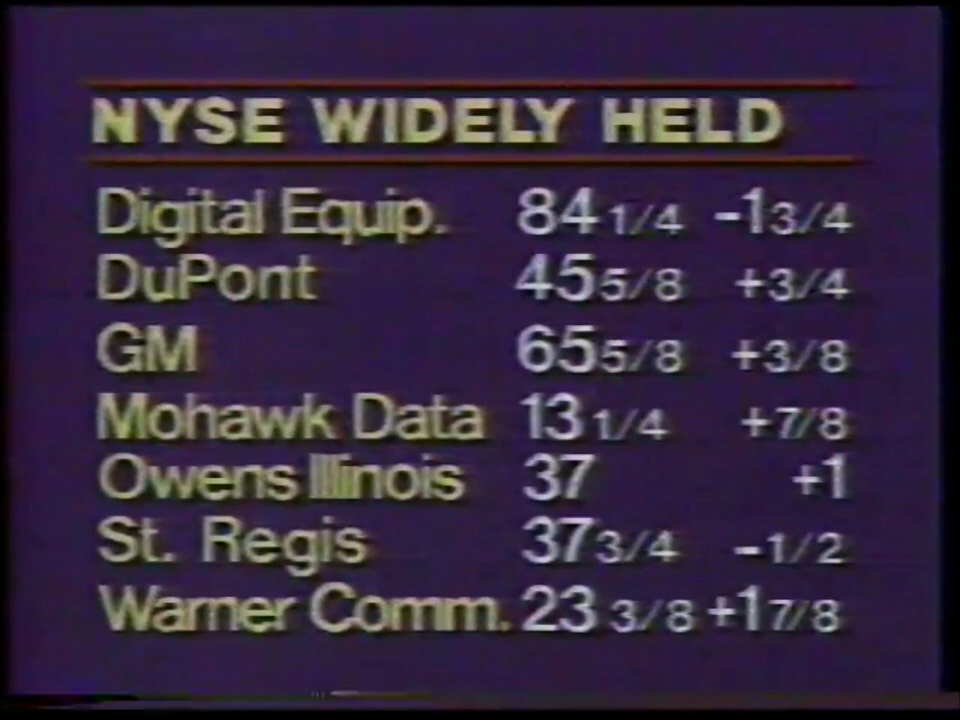 NYSE WIDELY HELD
Digital Equip. 84 1/4 -1 3/4
DuPont 45 5/8 +3/4
GM 65 5/8 +3/8
Mohawk Data 13 1/4 +7/8
Owens Illinois 37 +1
St. Regis 37 3/4 -1/2
Warner Comm. 23 3/8 +1 7/8